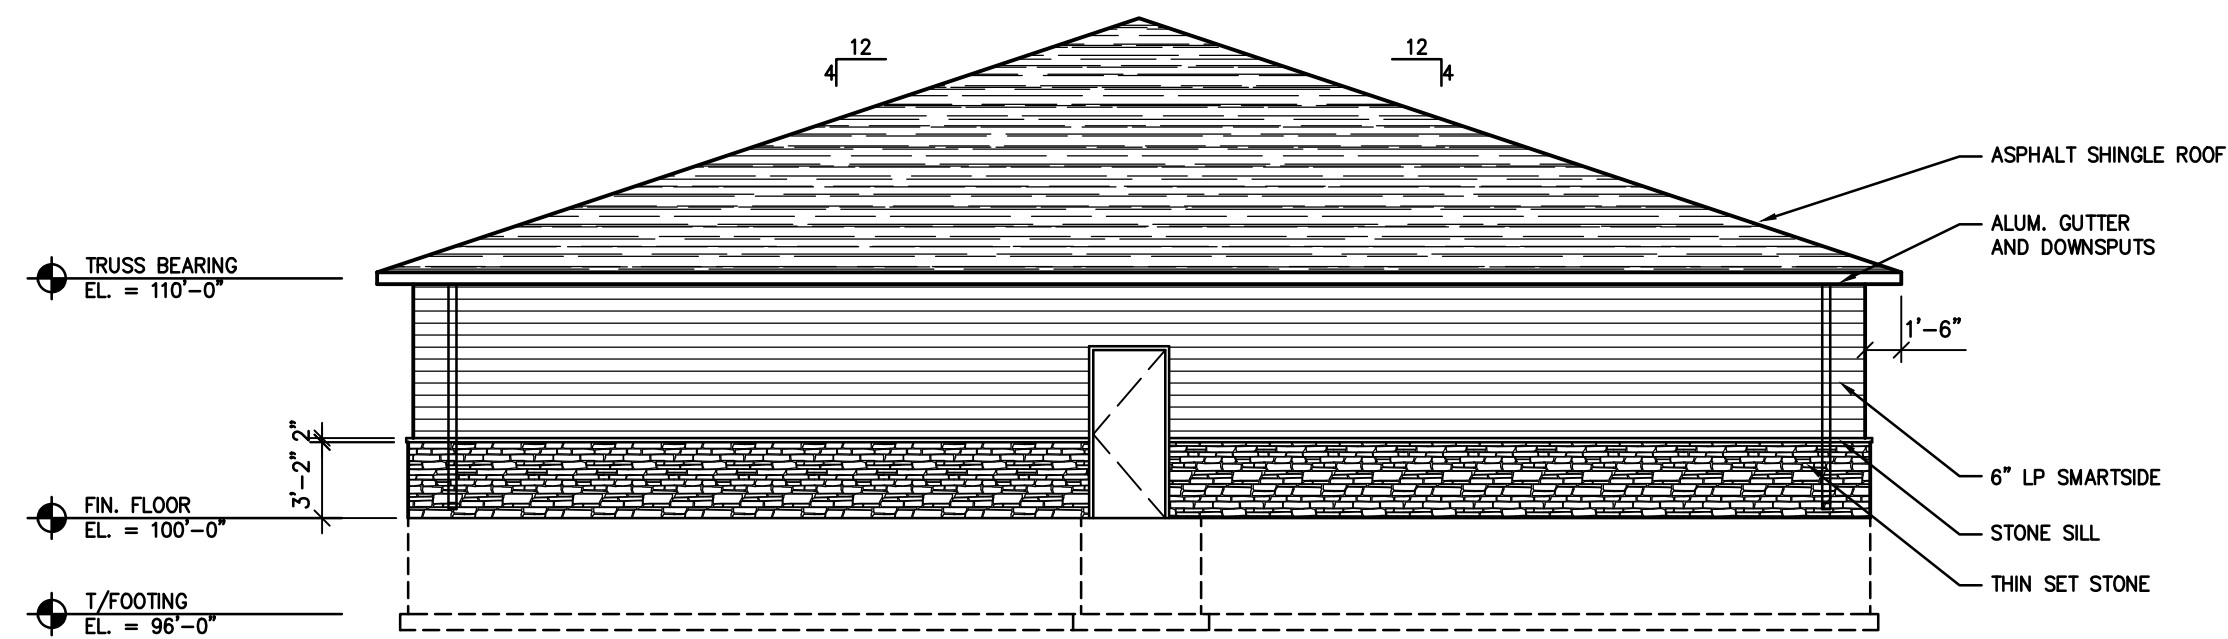 12
4
12
4
ASPHALT SHINGLE ROOF
ALUM. GUTTER
AND DOWNSPUTS
TRUSS BEARING
EL. = 110'-0"
1'-6"
2"
3'-2"
6" LP SMARTSIDE
FIN. FLOOR
EL. = 100'-0"
STONE SILL
THIN SET STONE
T/FOOTING
EL. = 96'-0"